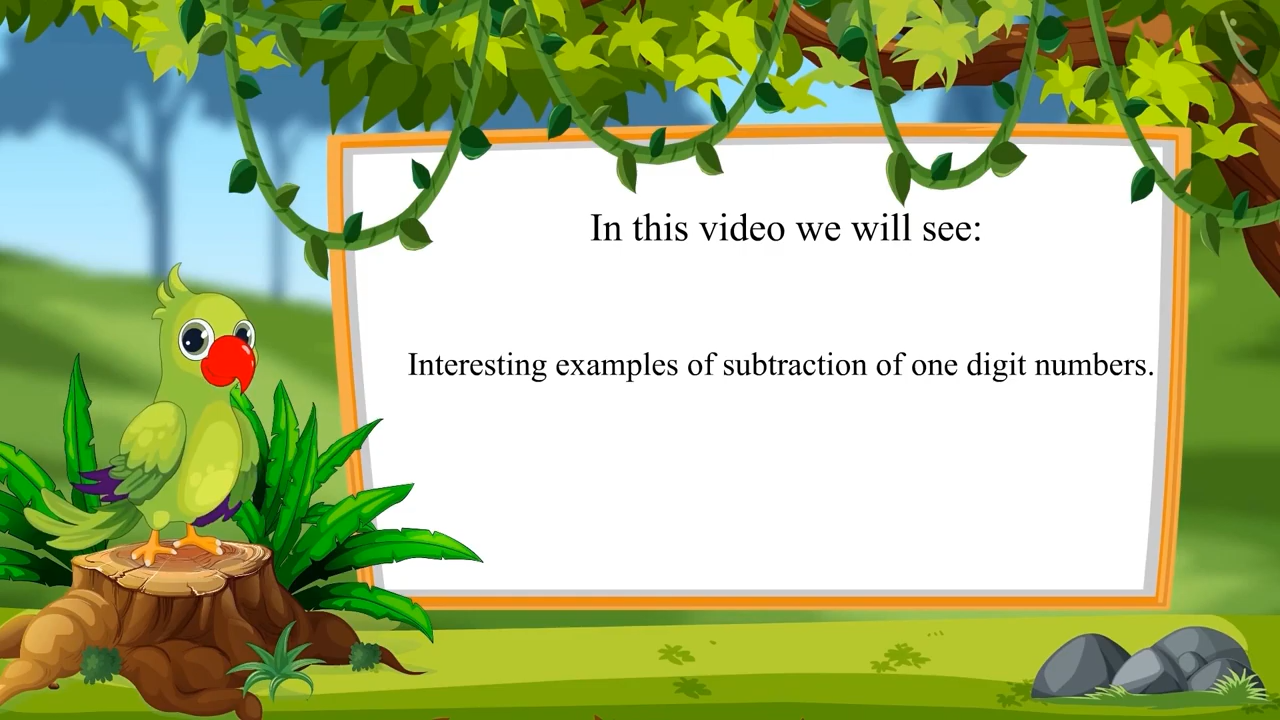 In this video we will see:
Interesting examples of subtraction of one digit numbers.